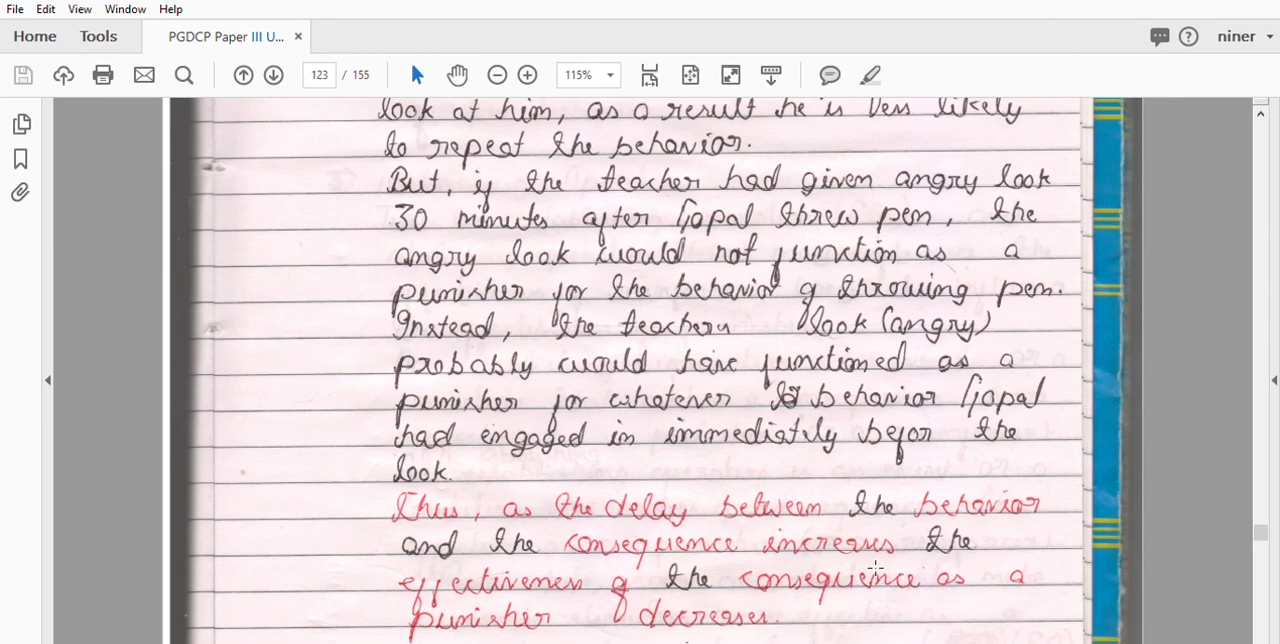 File Edit View Window Help
Home Tools PGDCP Paper III U... × niner
123 / 155 115%
look at him, as a result he is less likely
to repeat the behavior.
But, if the teacher had given angry look
30 minutes after Gopal threw pen, the
angry look would not function as a
punisher for the behavior of throwing pen.
Instead, the teachers look (angry)
probably would have functioned as a
punisher for whatever behavior Gopal
had engaged in immediately befor the
look.
Thus, as the delay between the behavior
and the consequence increases the
effectiveness of the consequence as a
punisher decreases.